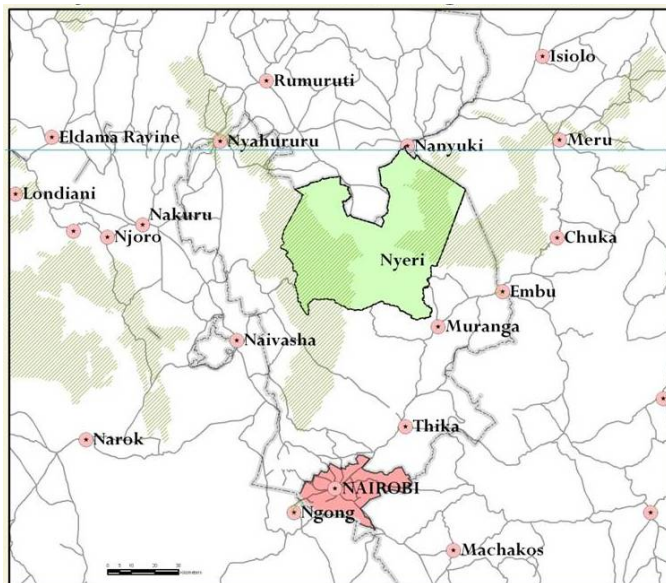 Isiolo
Rumuruti
Eldama Ravine
Nyahururu
Nanyuki
Meru
Londiani
Nakuru
Njoro
Chuka
Nyeri
Embu
Muranga
Naivasha
Thika
Narok
NAIROBI
Ngong
Machakos